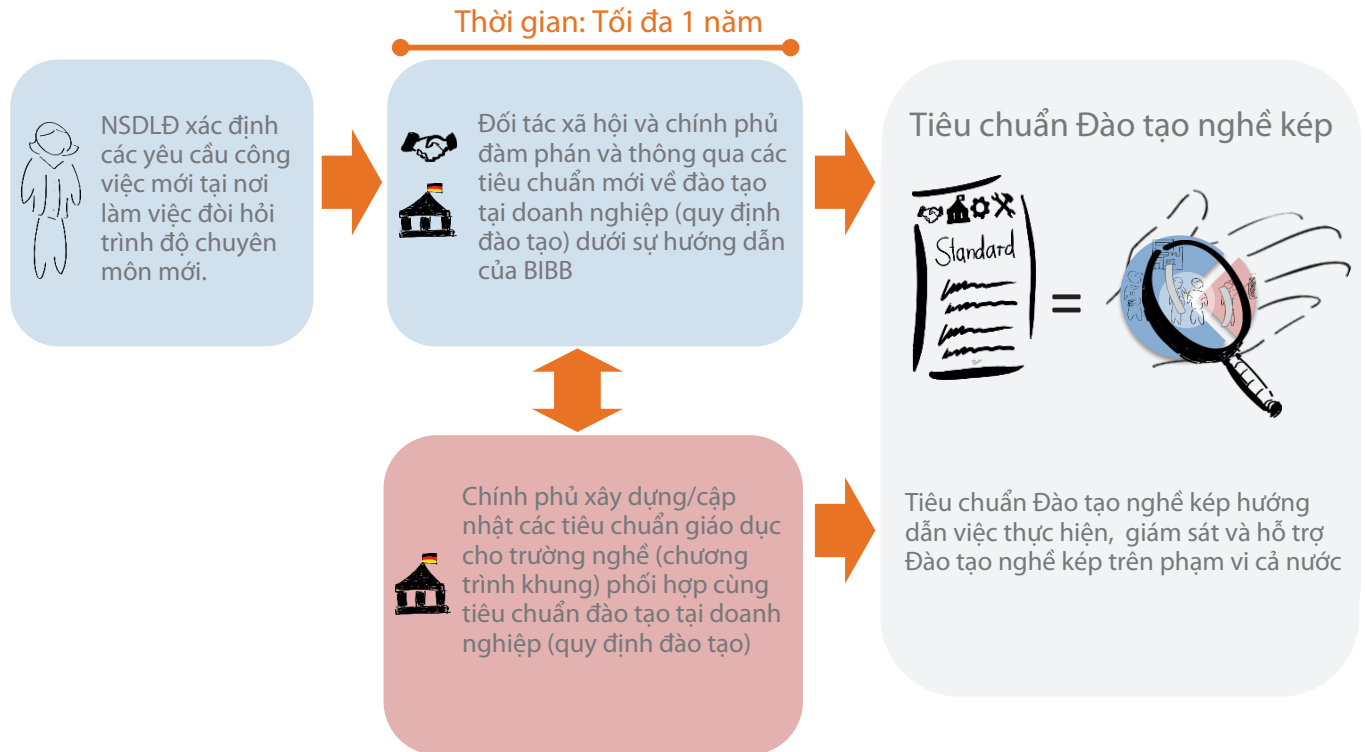 Thời gian: Tối đa 1 năm
NSDLĐ xác định
các yêu cầu công
việc mới tại nơi
làm việc đòi hỏi
trình độ chuyên
môn mới.
Đối tác xã hội và chính phủ
đàm phán và thông qua các
tiêu chuẩn mới về đào tạo
tại doanh nghiệp (quy định
đào tạo) dưới sự hướng dẫn
của BIBB
Chính phủ xây dựng/cập
nhật các tiêu chuẩn giáo dục
cho trường nghề (chương
trình khung) phối hợp cùng
tiêu chuẩn đào tạo tại doanh
nghiệp (quy định đào tạo)
Tiêu chuẩn Đào tạo nghề kép
Standard
=
Tiêu chuẩn Đào tạo nghề kép hướng
dẫn việc thực hiện, giám sát và hỗ trợ
Đào tạo nghề kép trên phạm vi cả nước